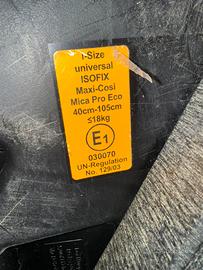 i-Size
universal
ISOFIX
Maxi-Cosi
Mica Pro Eco
40cm-105cm
≤18kg
E1
030070
UN-Regulation
No. 129/03